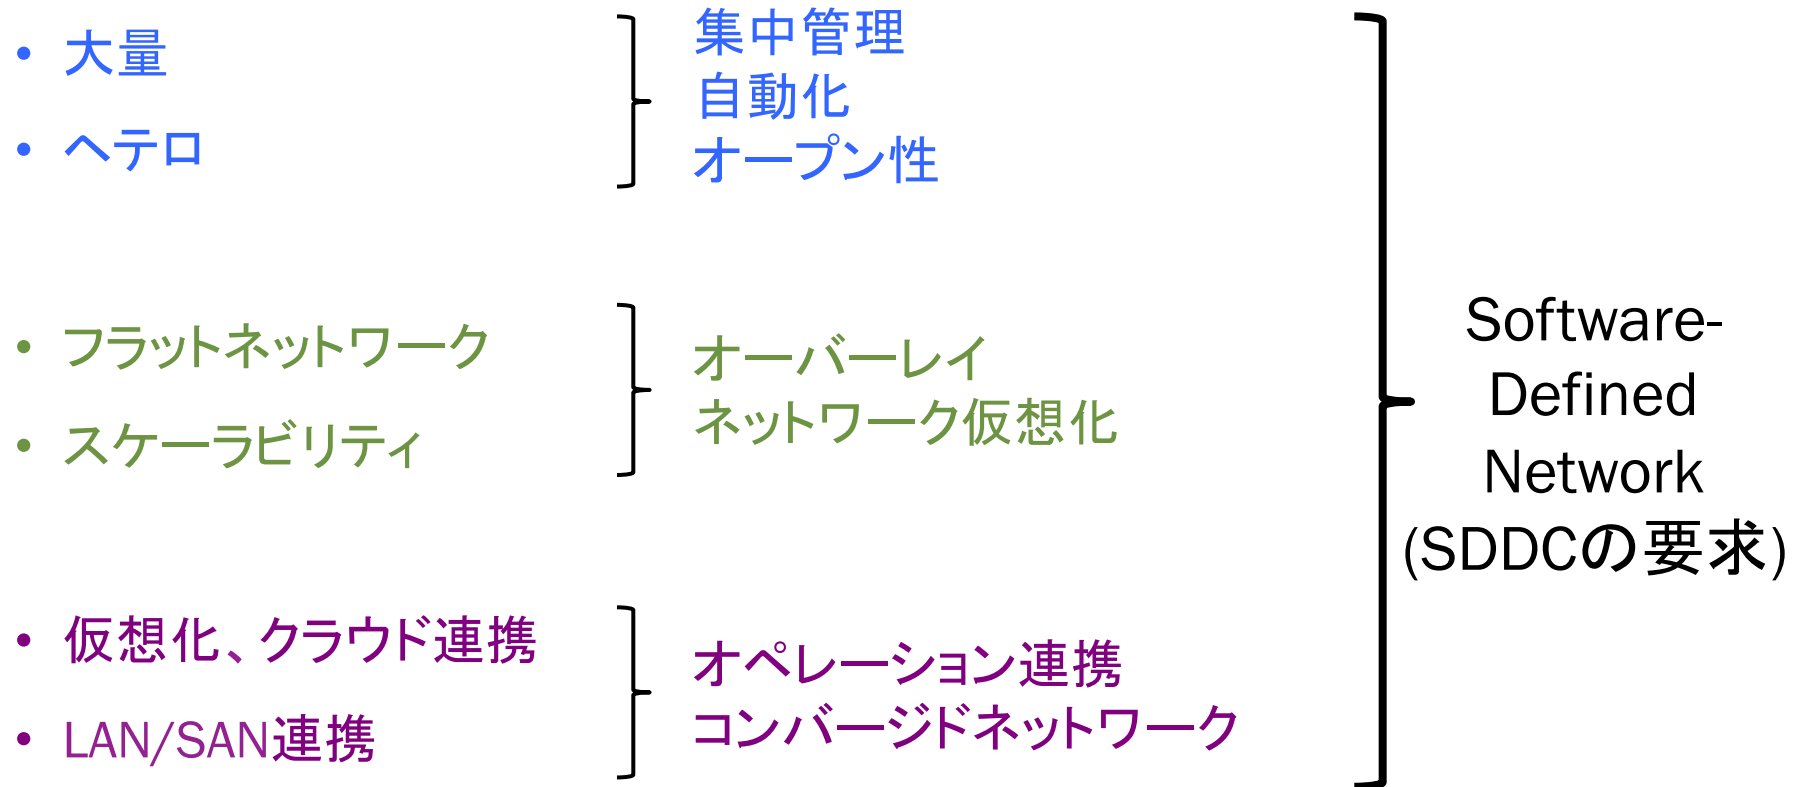 • 大量
• ヘテロ
集中管理
自動化
オープン性
• フラットネットワーク
• スケーラビリティ
オーバーレイ
ネットワーク仮想化
• 仮想化、クラウド連携
• LAN/SAN連携
オペレーション連携
コンバージドネットワーク
Software-
Defined
Network
(SDDCの要求)